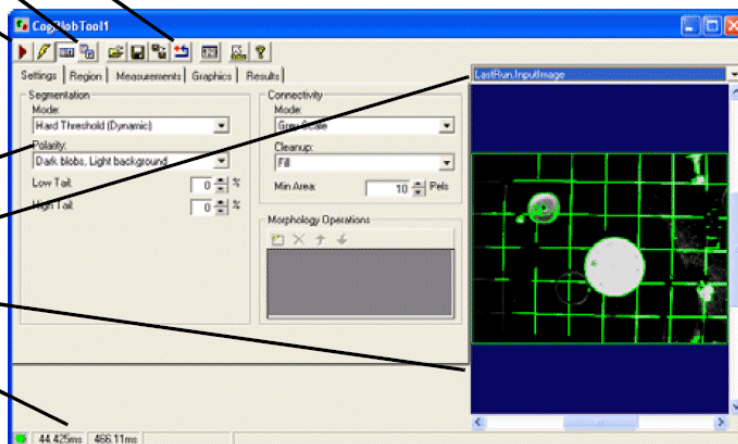 CogBlobTool1
Settings Region Measurements Graphics Results
LastRun.InputImage
Segmentation
Mode:
Hard Threshold (Dynamic)
Polarity:
Dark blobs, Light background
Low Tail: 0 %
High Tail: 0 %
Connectivity
Mode:
Grey Scale
Cleanup:
Fill
Min Area: 10 Pels
Morphology Operations
44.425ms 466.11ms